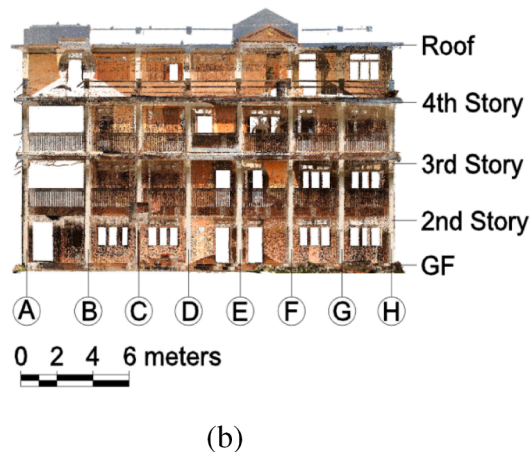 Roof
4th Story
3rd Story
2nd Story
GF
A B C D E F G H
0 2 4 6 meters
(b)